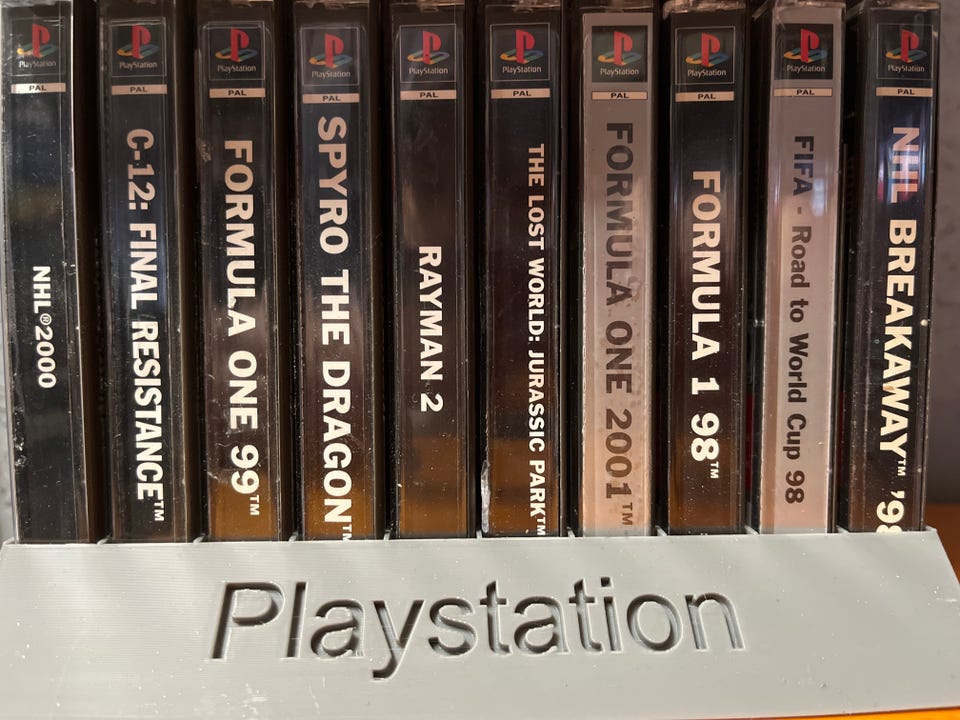 PlayStation
PAL
NHL®2000
PlayStation
PAL
C-12: FINAL RESISTANCE™
PlayStation
PAL
FORMULA ONE 99™
PlayStation
PAL
SPYRO THE DRAGON™
PlayStation
PAL
RAYMAN 2
PlayStation
PAL
THE LOST WORLD: JURASSIC PARK™
PlayStation
PAL
FORMULA ONE 2001™
PlayStation
PAL
FORMULA 1 98™
PlayStation
PAL
FIFA - Road to World Cup 98
PlayStation
PAL
NHL BREAKAWAY™ '98
Playstation